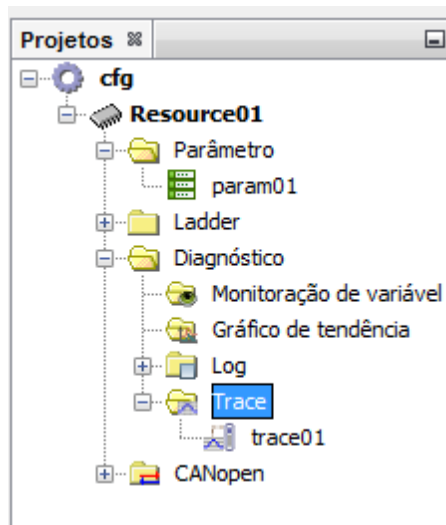 Projetos
cfg
Resource01
Parâmetro
param01
Ladder
Diagnóstico
Monitoração de variável
Gráfico de tendência
Log
Trace
trace01
CANopen